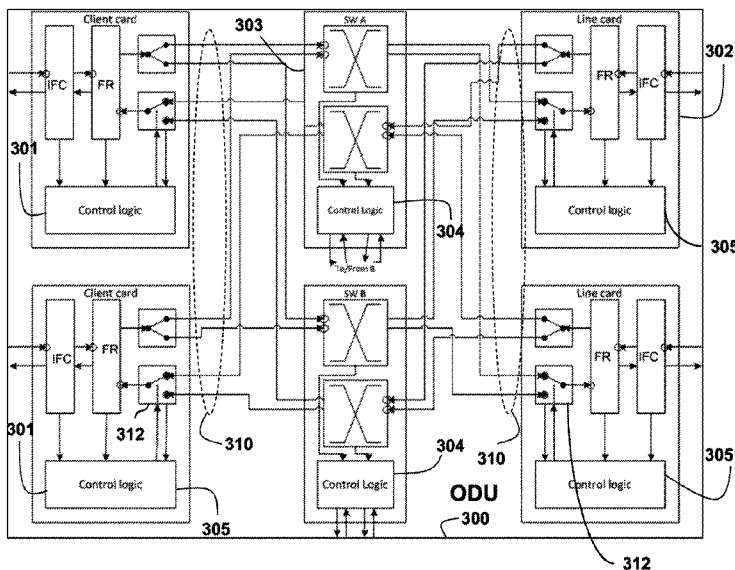 Client card
303
SW A
Line card
302
IFC
FR
FR
IFC
301
Control logic
Control Logic
304
Control logic
305
To/From B
Client card
SW B
Line card
IFC
FR
FR
IFC
312
310
304
310
301
Control logic
305
Control Logic
ODU
300
Control logic
305
312